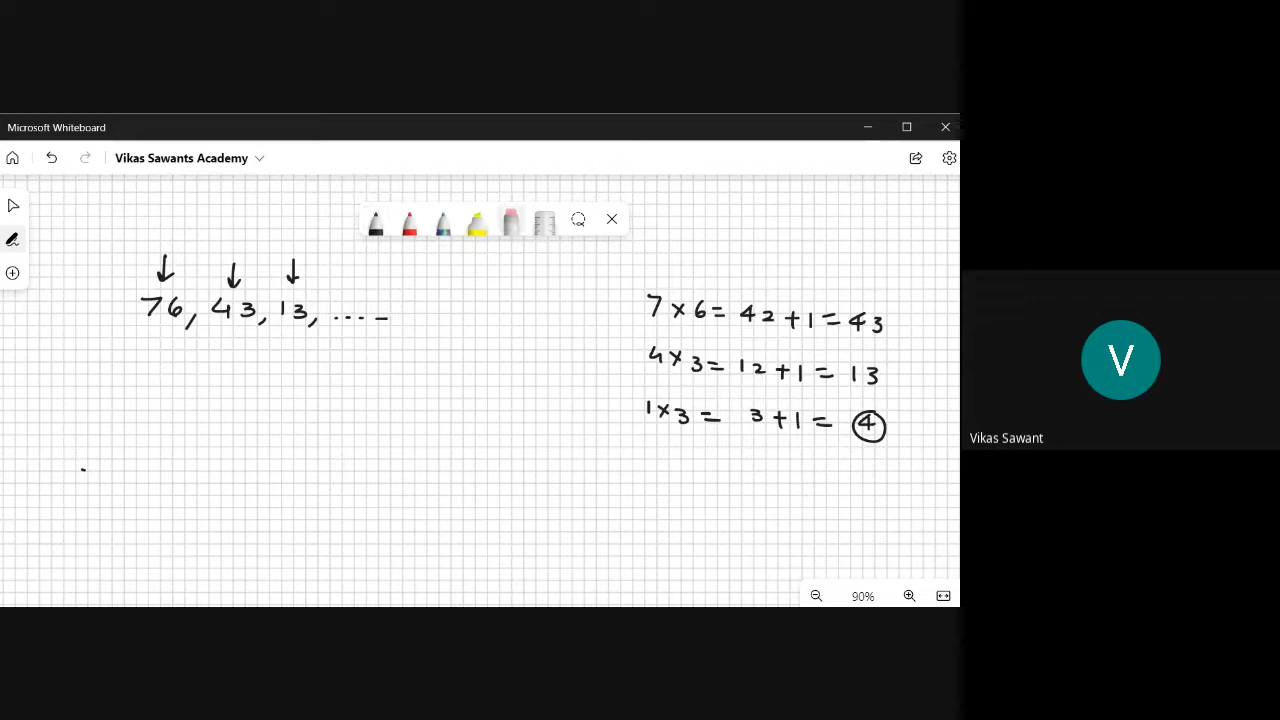 Microsoft Whiteboard
Vikas Sawants Academy
76, 43, 13, .... _
7 x 6 = 42 + 1 = 43
4 x 3 = 12 + 1 = 13
1 x 3 = 3 + 1 = 4
V
Vikas Sawant
90%